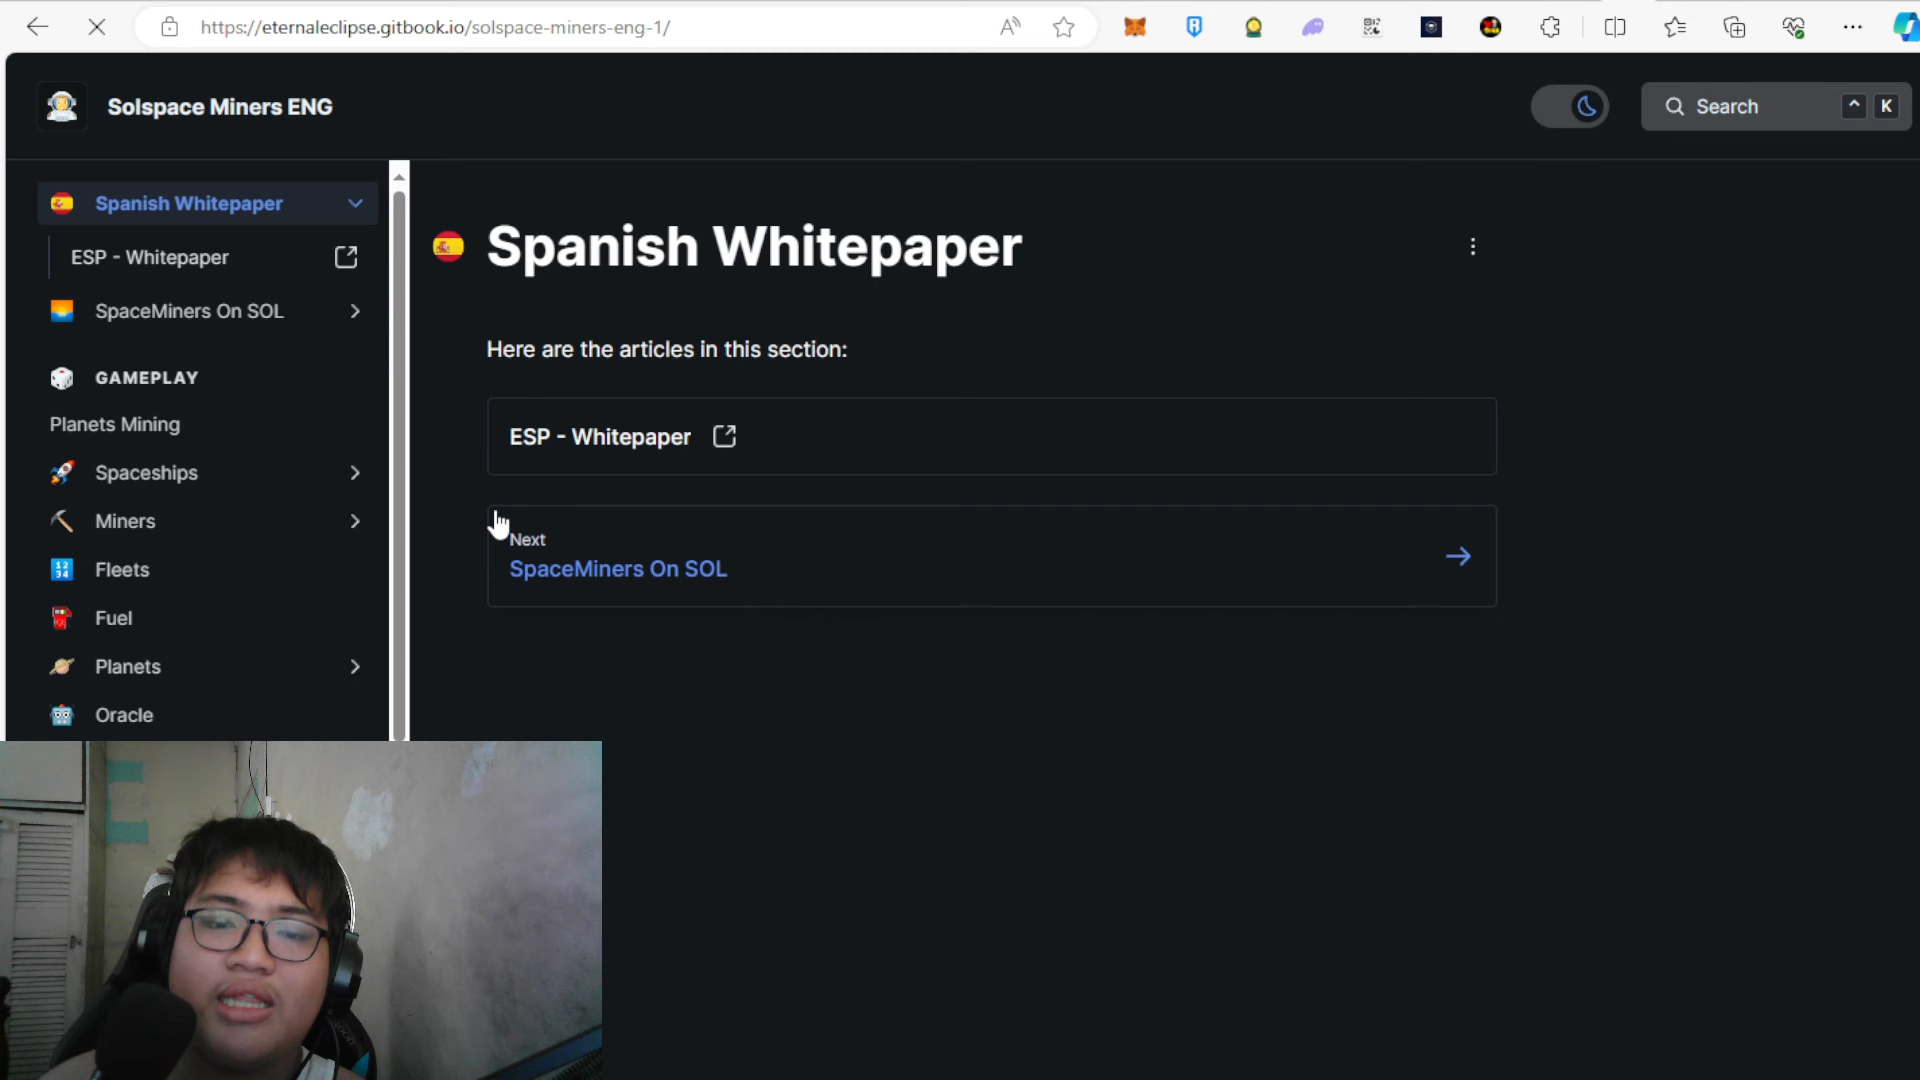 https://eternaleclipse.gitbook.io/solspace-miners-eng-1/
Solspace Miners ENG
Search
^ K
Spanish Whitepaper
ESP - Whitepaper
SpaceMiners On SOL
GAMEPLAY
Planets Mining
Spaceships
Miners
Fleets
Fuel
Planets
Oracle
Spanish Whitepaper
Here are the articles in this section:
ESP - Whitepaper
Next
SpaceMiners On SOL